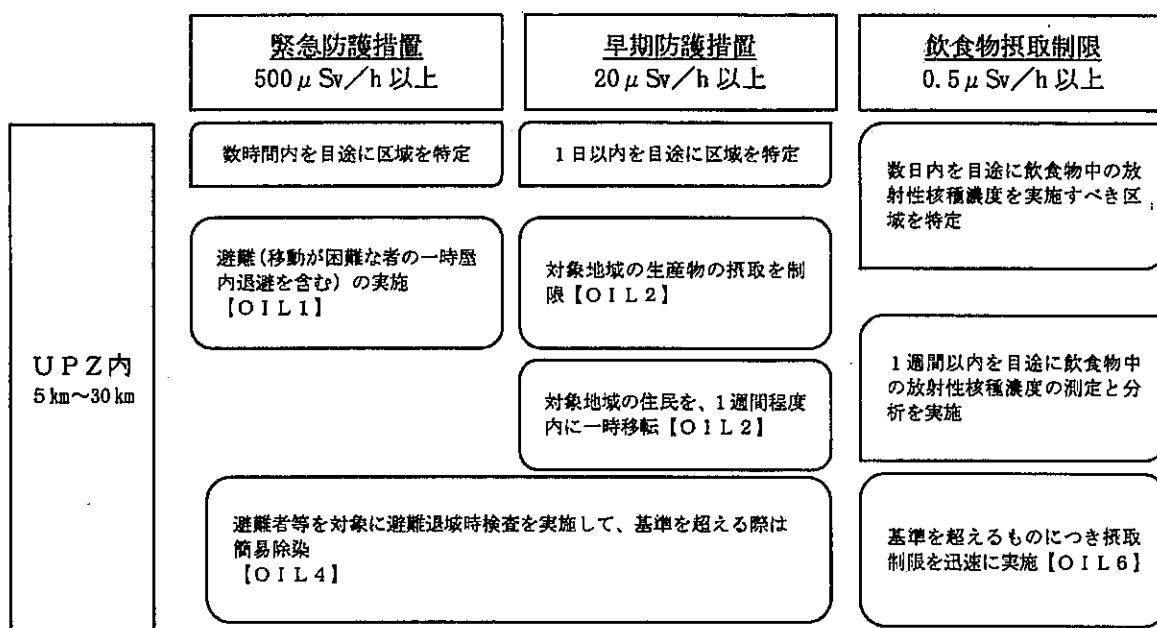 緊急防護措置
500μSv/h以上
早期防護措置
20μSv/h以上
飲食物摂取制限
0.5μSv/h以上
UPZ内
5km~30km
数時間内を目途に区域を特定
避難(移動が困難な者の一時屋
内退避を含む)の実施
【OIL1】
1日以内を目途に区域を特定
対象地域の生産物の摂取を制
限【OIL2】
対象地域の住民を、1週間程度
内に一時移転【OIL2】
避難者等を対象に避難退域時検査を実施して、基準を超える際は
簡易除染
【OIL4】
数日内を目途に飲食物中の放
射性核種濃度を実施すべき区
域を特定
1週間以内を目途に飲食物中
の放射性核種濃度の測定と分
析を実施
基準を超えるものにつき摂取
制限を迅速に実施【OIL6】